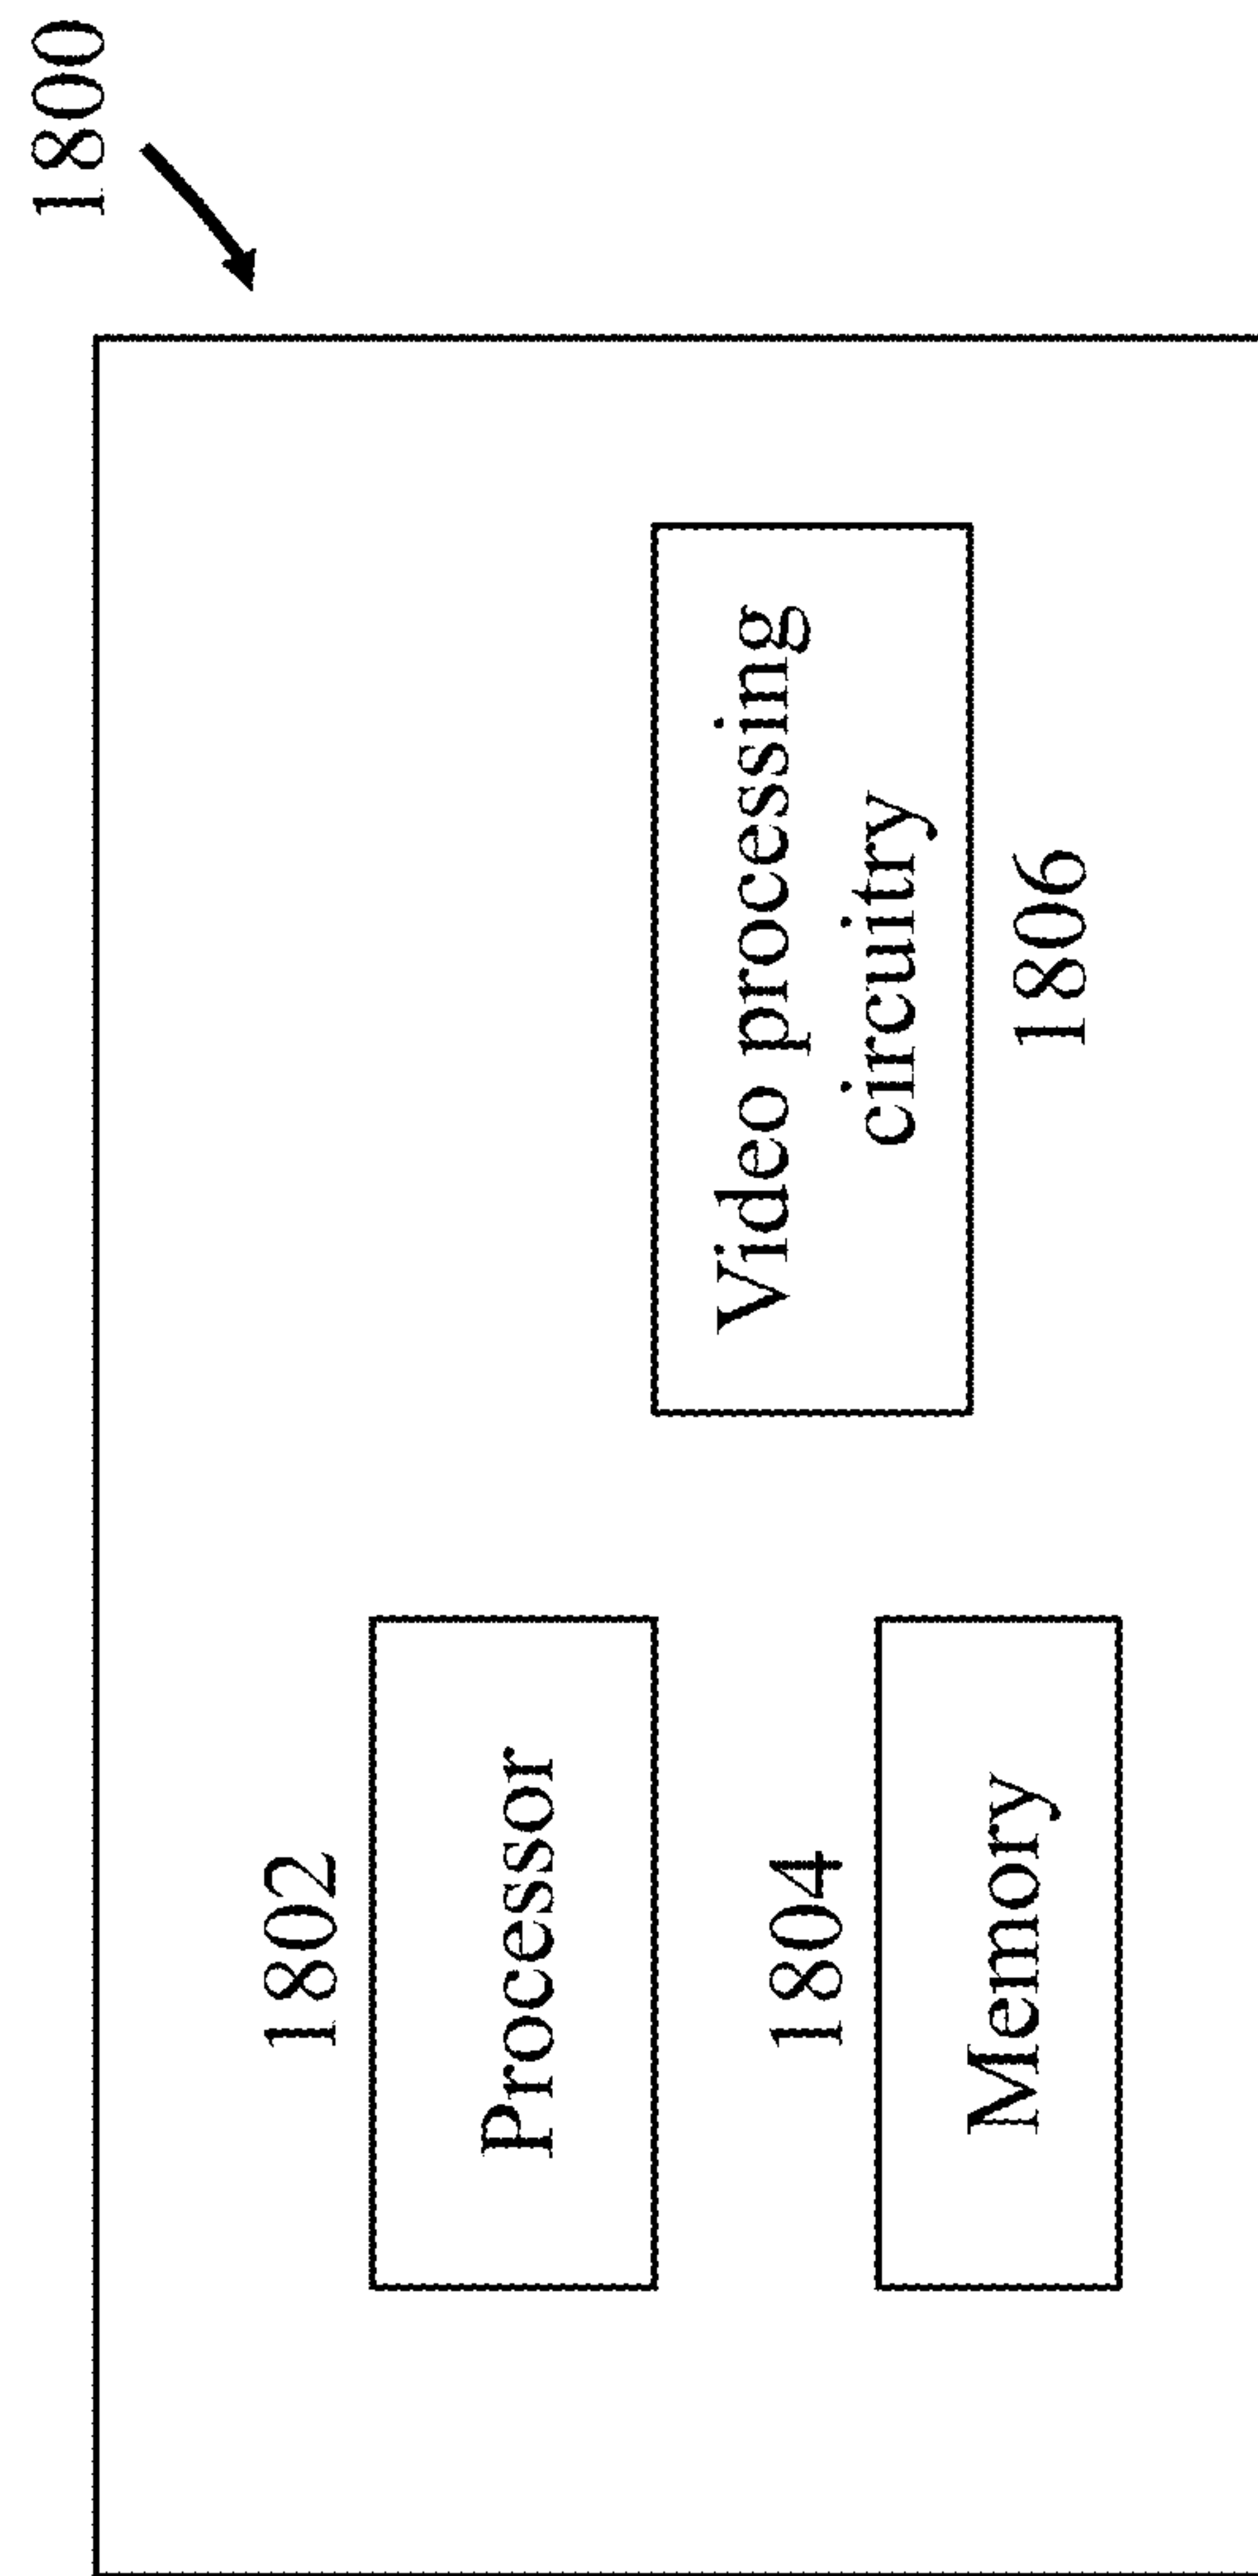 1800
1802
Processor
1804
Memory
Video processing
circuitry
1806